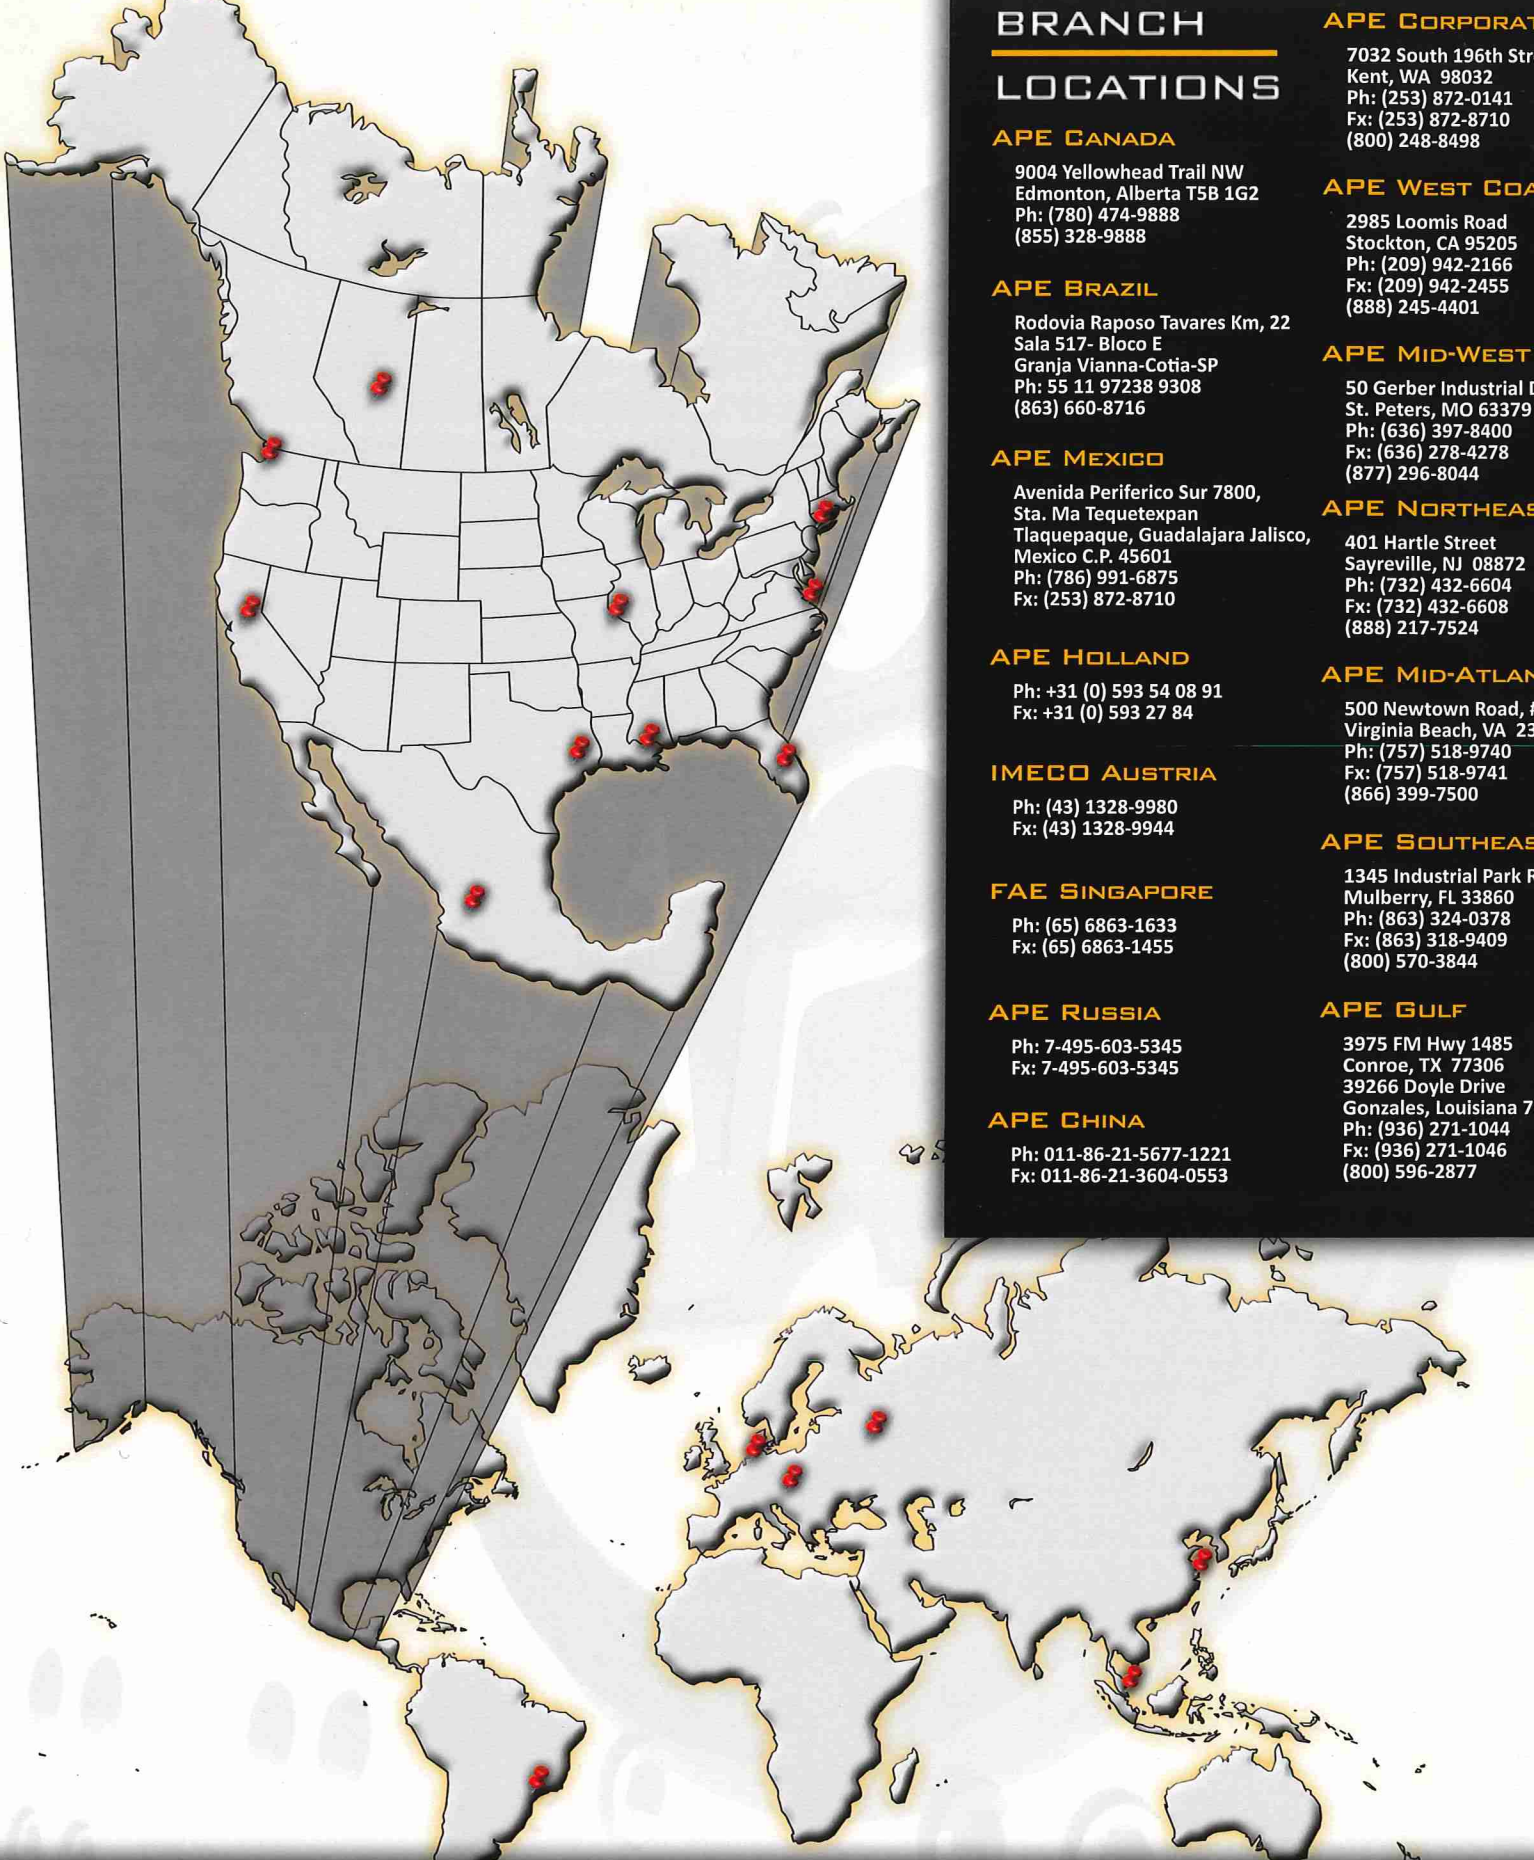 BRANCH
LOCATIONS
APE CANADA
9004 Yellowhead Trail NW
Edmonton, Alberta T5B 1G2
Ph: (780) 474-9888
(855) 328-9888
APE BRAZIL
Rodovia Raposo Tavares Km, 22
Sala 517- Bloco E
Granja Vianna-Cotia-SP
Ph: 55 11 97238 9308
(863) 660-8716
APE MEXICO
Avenida Periferico Sur 7800,
Sta. Ma Tequetexpan
Tlaquepaque, Guadalajara Jalisco,
Mexico C.P. 45601
Ph: (786) 991-6875
Fx: (253) 872-8710
APE HOLLAND
Ph: +31 (0) 593 54 08 91
Fx: +31 (0) 593 27 84
IMECO AUSTRIA
Ph: (43) 1328-9980
Fx: (43) 1328-9944
FAE SINGAPORE
Ph: (65) 6863-1633
Fx: (65) 6863-1455
APE RUSSIA
Ph: 7-495-603-5345
Fx: 7-495-603-5345
APE CHINA
Ph: 011-86-21-5677-1221
Fx: 011-86-21-3604-0553
APE
7032 South 196th
Kent, WA 98032
Ph: (253) 872-0141
Fx: (253) 872-8710
(800) 248-8498
APE WEST
2985 Loomis Road
Stockton, CA 95205
Ph: (209) 942-2166
Fx: (209) 942-2455
(888) 245-4401
APE MID-WEST
50 Gerber Industrial
St. Peters, MO 63379
Ph: (636) 397-8400
Fx: (636) 278-4278
(877) 296-8044
APE
401 Hartle Street
Sayreville, NJ 08872
Ph: (732) 432-6604
Fx: (732) 432-6608
(888) 217-7524
APE
500 Newtown Road,
Virginia Beach, VA
Ph: (757) 518-9740
Fx: (757) 518-9741
(866) 399-7500
APE
1345 Industrial Park
Mulberry, FL 33860
Ph: (863) 324-0378
Fx: (863) 318-9409
(800) 570-3844
APE GULF
3975 FM Hwy 1485
Conroe, TX 77306
39266 Doyle Drive
Gonzales, Louisiana
Ph: (936) 271-1044
Fx: (936) 271-1046
(800) 596-2877